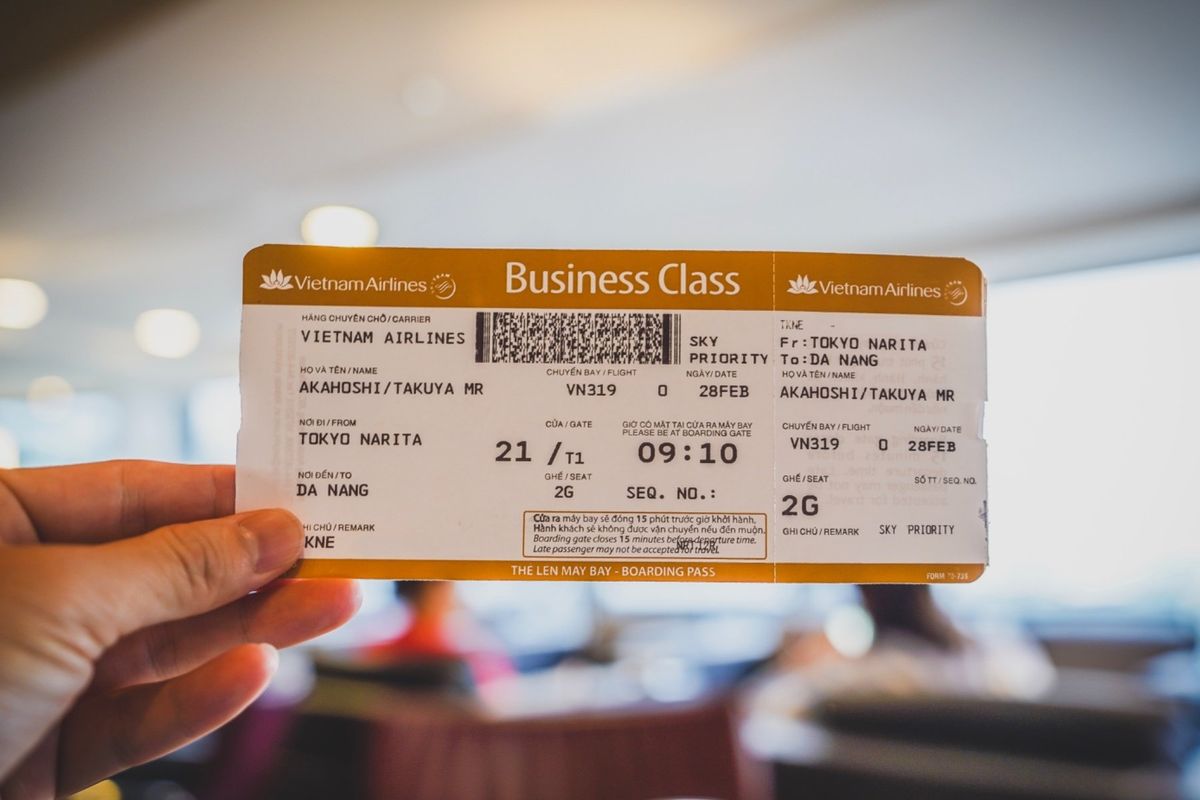 Vietnam Airlines
Business Class
HÃNG CHUYÊN CHỞ / CARRIER
VIETNAM AIRLINES
SKY
PRIORITY
HỌ VÀ TÊN / NAME
CHUYẾN BAY / FLIGHT
NGÀY/ DATE
AKAHOSHI/TAKUYA MR
VN319 0 28FEB
NƠI ĐI / FROM
CỬA / GATE
GIỜ CÓ MẶT TẠI CỬA RA MÁY BAY
PLEASE BE AT BOARDING GATE
TOKYO NARITA
21 /T1
09:10
NƠI ĐẾN / TO
GHẾ / SEAT
DA NANG
2G
SEQ. NO.:
HI CHÚ / REMARK
KNE
Cửa ra máy bay sẽ đóng 15 phút trước giờ khởi hành,
Hành khách sẽ không được vận chuyển nếu đến muộn.
Boarding gate closes 15 minutes before departure time.
Late passenger may not be accepted for travel.
THE LEN MAY BAY - BOARDING PASS
Vietnam Airlines
TKNE -
Fr:TOKYO NARITA
To:DA NANG
HỌ VÀ TÊN / NAME
AKAHOSHI/TAKUYA MR
CHUYẾN BAY / FLIGHT
NGÀY/ DATE
VN319 0 28FEB
GHẾ / SEAT
SỐ TT / SEQ. NO.
2G
GHI CHÚ / REMARK
SKY PRIORITY